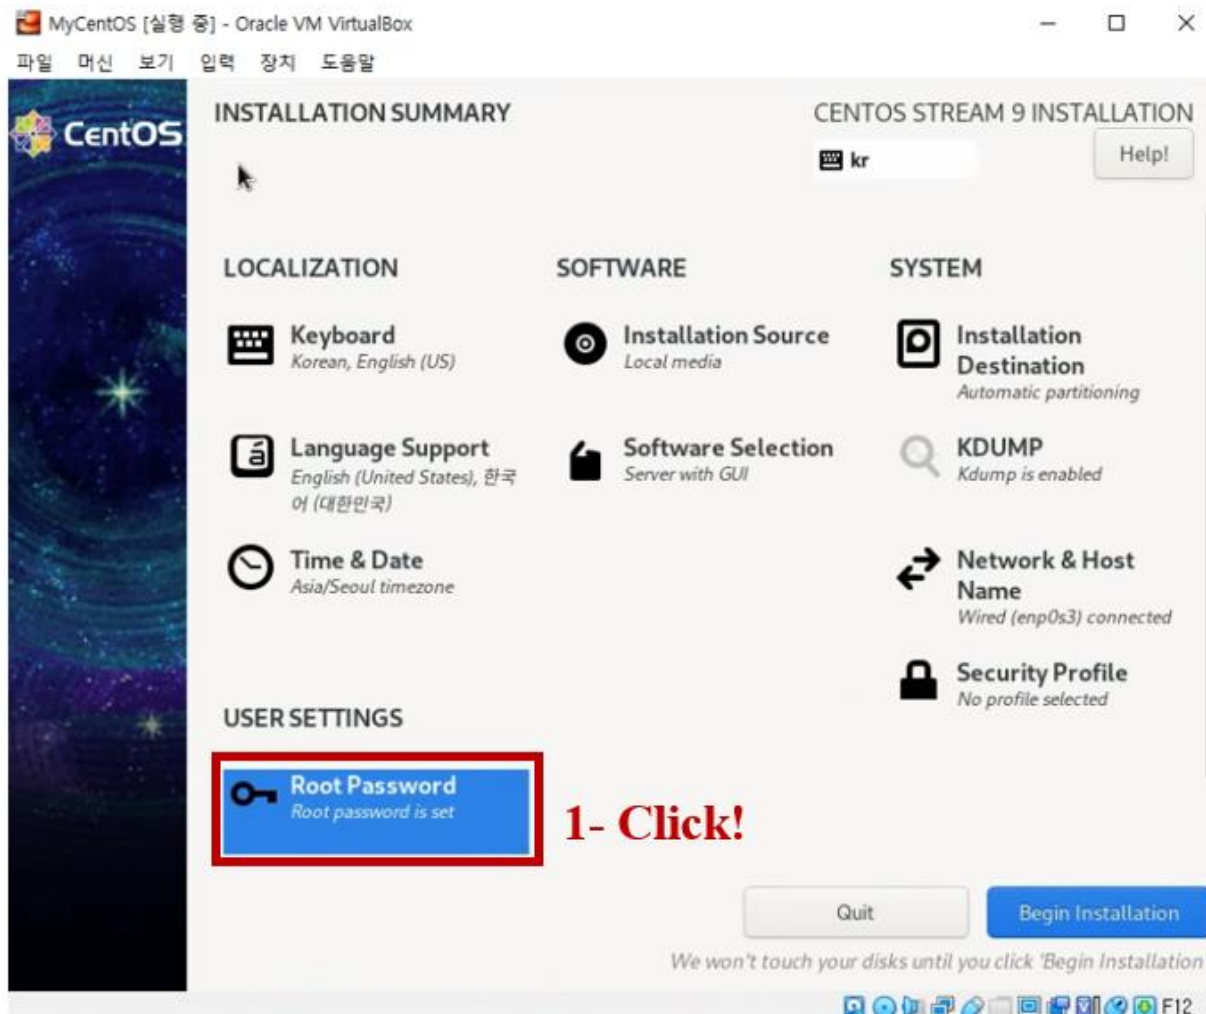 MyCentOS [실행 중] - Oracle VM VirtualBox
파일 머신 보기 입력 장치 도움말
CentOS
INSTALLATION SUMMARY
CENTOS STREAM 9 INSTALLATION
kr
Help!
LOCALIZATION
SOFTWARE
SYSTEM
Keyboard
Korean, English (US)
Installation Source
Local media
Installation
Destination
Automatic partitioning
Language Support
English (United States), 한국
어 (대한민국)
Software Selection
Server with GUI
KDUMP
Kdump is enabled
Time & Date
Asia/Seoul timezone
Network & Host
Name
Wired (enp0s3) connected
Security Profile
No profile selected
USER SETTINGS
Root Password
Root password is set
1- Click!
Quit
Begin Installation
We won't touch your disks until you click 'Begin Installation
F12